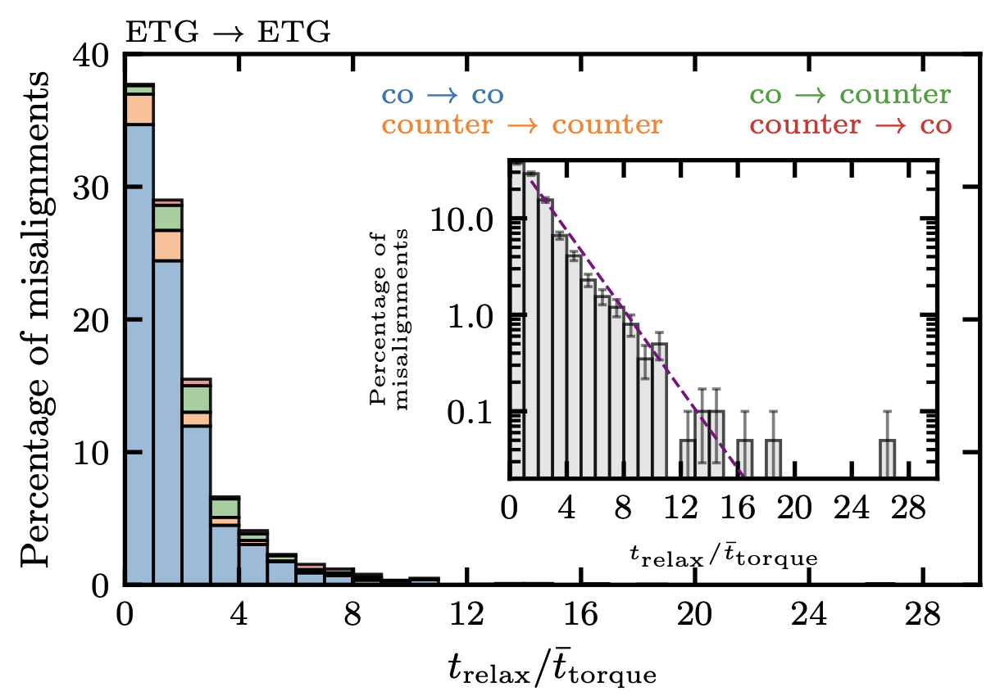 ETG → ETG
40
30
20
10
0
Percentage of misalignments
co → co
counter → counter
co → counter
counter → co
10.0
1.0
0.1
Percentage of
misalignments
0 4 8 12 16 20 24 28
t_relax/t̄_torque
0 4 8 12 16 20 24 28
t_relax/t̄_torque